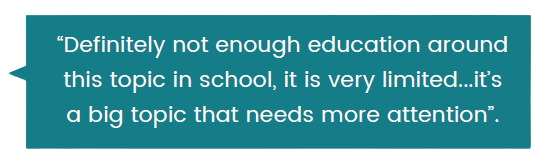 “Definitely not enough education around
this topic in school, it is very limited...it’s
a big topic that needs more attention”.